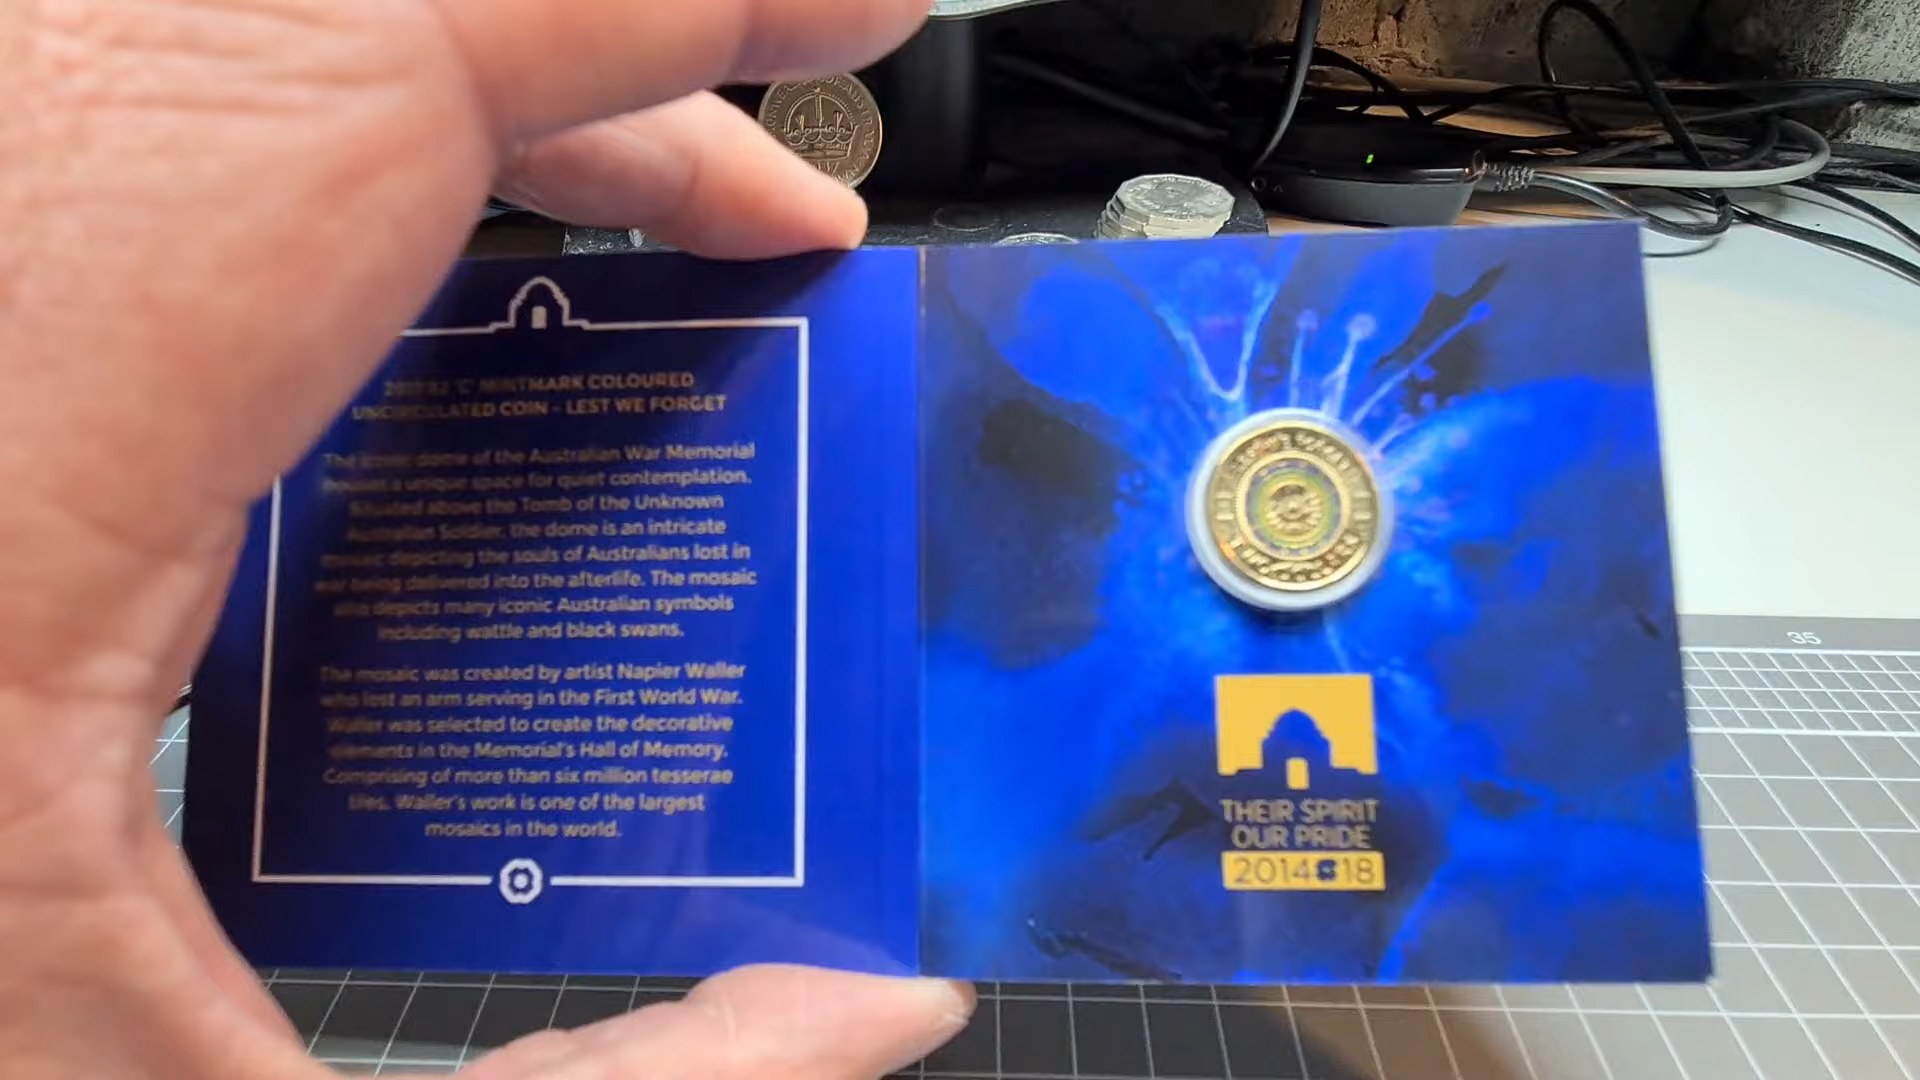 2017 $2 'C' MINTMARK COLOURED
UNCIRCULATED COIN - LEST WE FORGET
The iconic dome of the Australian War Memorial
houses a unique space for quiet contemplation.
Situated above the Tomb of the Unknown
Australian Soldier, the dome is an intricate
mosaic depicting the souls of Australians lost in
war being delivered into the afterlife. The mosaic
also depicts many iconic Australian symbols
including wattle and black swans.
The mosaic was created by artist Napier Waller
who lost an arm serving in the First World War.
Waller was selected to create the decorative
elements in the Memorial's Hall of Memory.
Comprising of more than six million tesserae
tiles, Waller's work is one of the largest
mosaics in the world.
THEIR SPIRIT
OUR PRIDE
2014 18
35